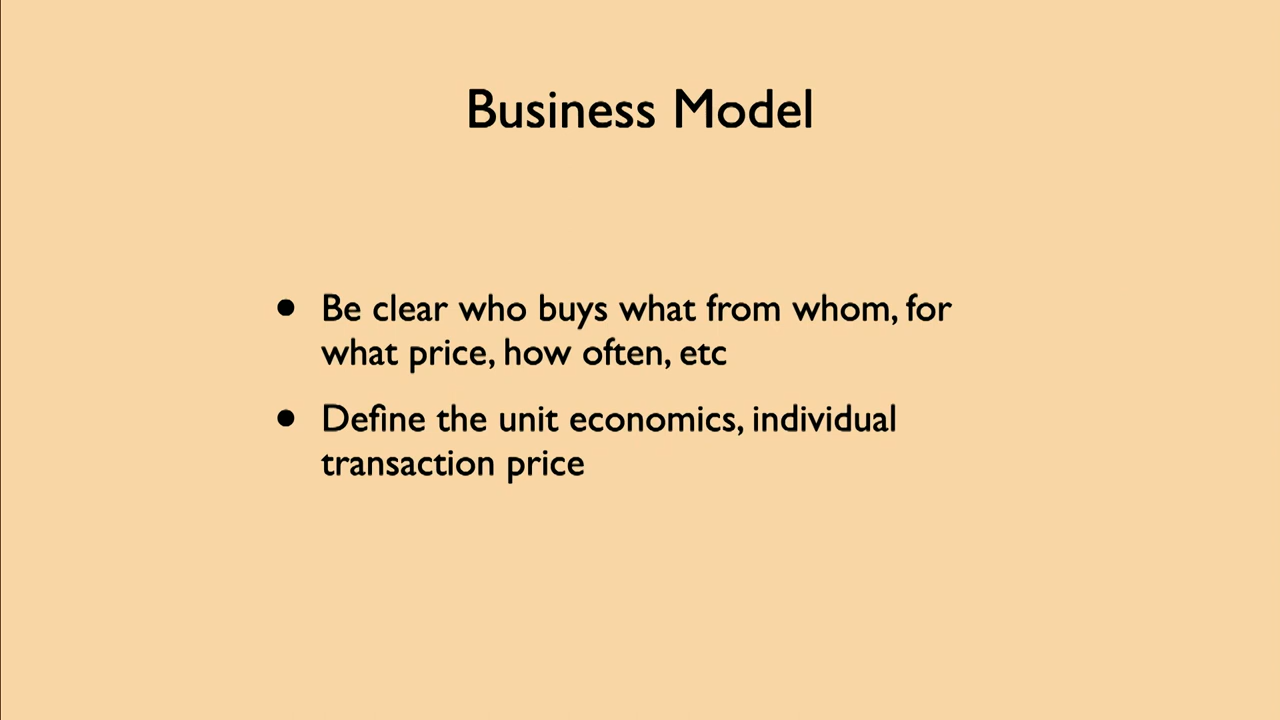 Business Model
• Be clear who buys what from whom, for
what price, how often, etc
• Define the unit economics, individual
transaction price